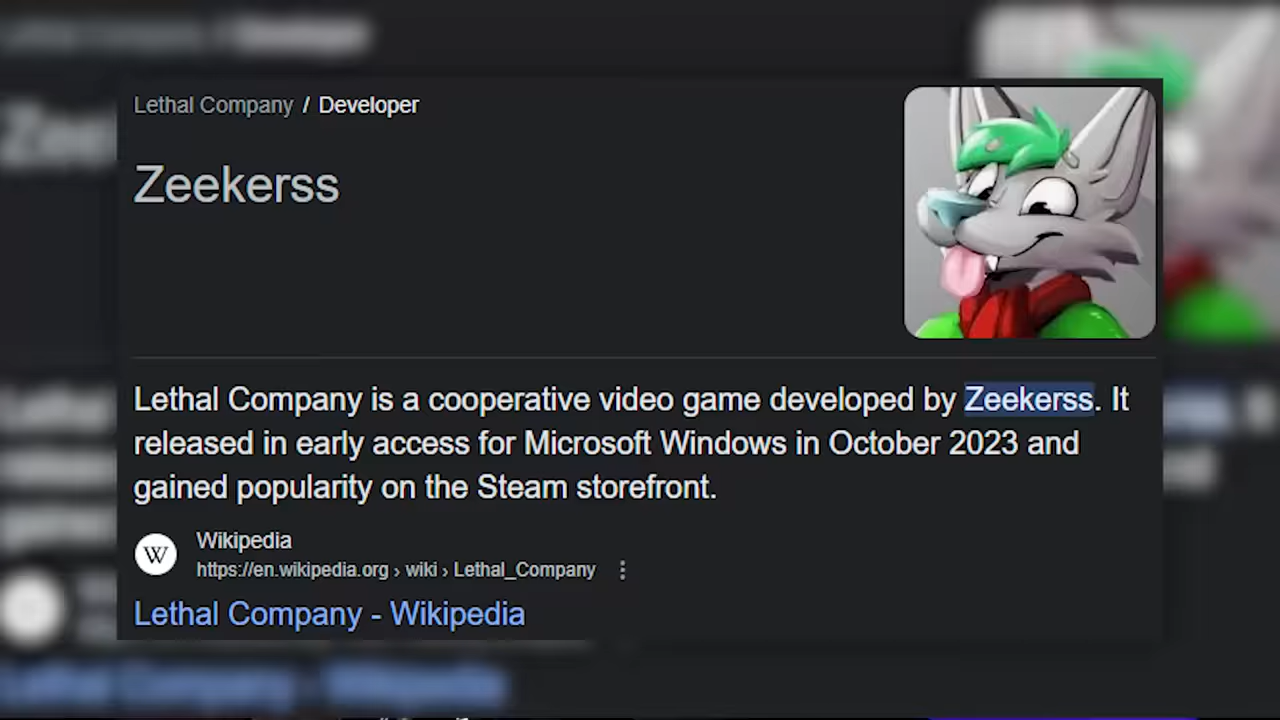 Lethal Company / Developer
Zeekerss
Lethal Company is a cooperative video game developed by Zeekerss. It
released in early access for Microsoft Windows in October 2023 and
gained popularity on the Steam storefront.
W
Wikipedia
https://en.wikipedia.org › wiki › Lethal_Company
Lethal Company - Wikipedia